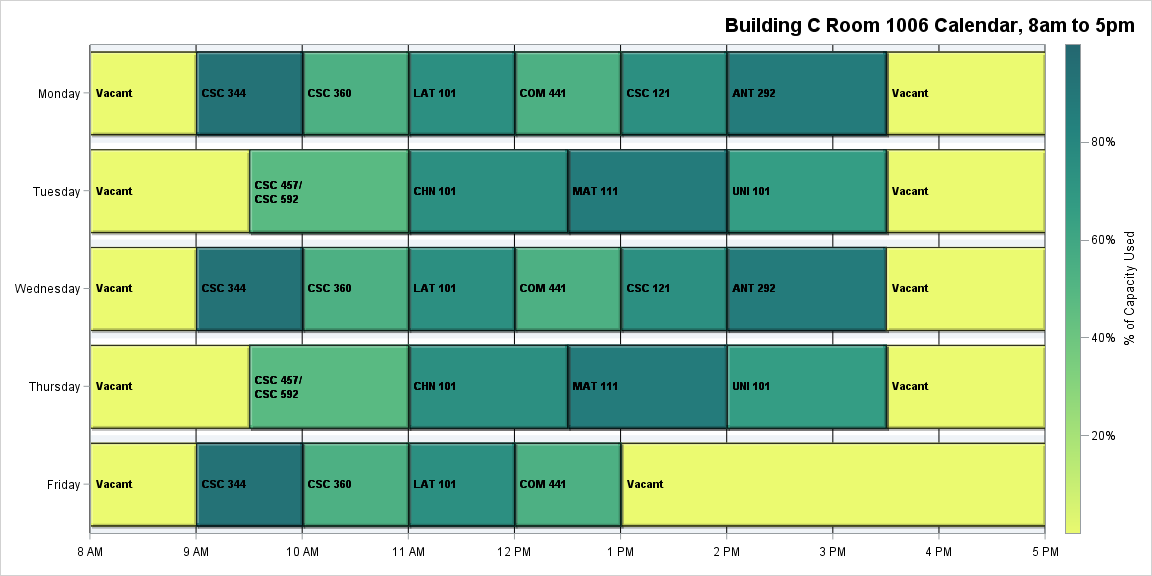 Building C Room 1006 Calendar, 8am to 5pm
Monday
Vacant
CSC 344
CSC 360
LAT 101
COM 441
CSC 121
ANT 292
Vacant
Tuesday
Vacant
CSC 457/
CSC 592
CHN 101
MAT 111
UNI 101
Vacant
Wednesday
Vacant
CSC 344
CSC 360
LAT 101
COM 441
CSC 121
ANT 292
Vacant
Thursday
Vacant
CSC 457/
CSC 592
CHN 101
MAT 111
UNI 101
Vacant
Friday
Vacant
CSC 344
CSC 360
LAT 101
COM 441
Vacant
8 AM
9 AM
10 AM
11 AM
12 PM
1 PM
2 PM
3 PM
4 PM
5 PM
80%
60%
40%
20%
% of Capacity Used